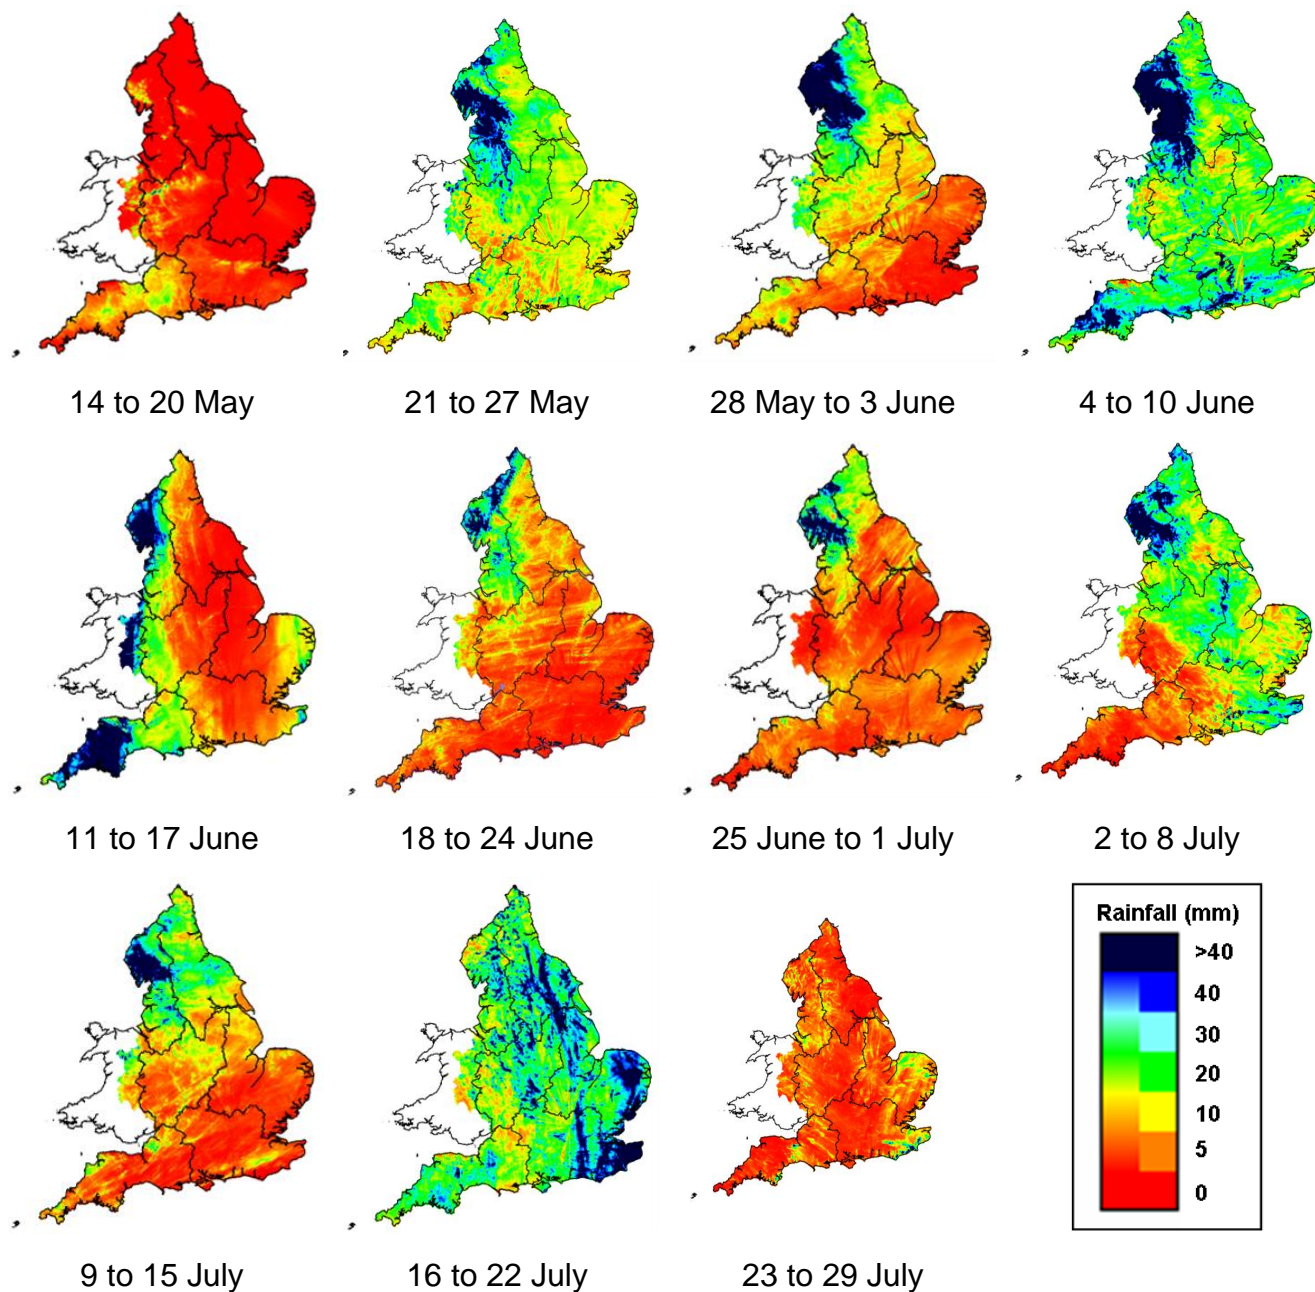 14 to 20 May
21 to 27 May
28 May to 3 June
4 to 10 June
11 to 17 June
18 to 24 June
25 June to 1 July
2 to 8 July
9 to 15 July
16 to 22 July
23 to 29 July
Rainfall (mm)
>40
40
30
20
10
5
0